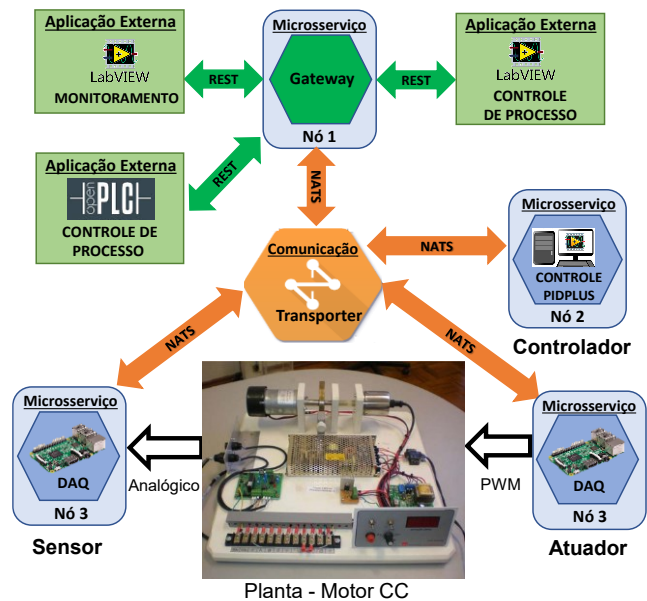 Aplicação Externa
LabVIEW
MONITORAMENTO
REST
Microsserviço
Gateway
Nó 1
REST
Aplicação Externa
LabVIEW
CONTROLE
DE PROCESSO
Aplicação Externa
open PLC
CONTROLE DE
PROCESSO
REST
NATS
Comunicação
Transporter
NATS
Microsserviço
CONTROLE
PIDPLUS
Nó 2
Controlador
NATS
NATS
Microsserviço
DAQ
Nó 3
Sensor
Analógico
PWM
Microsserviço
DAQ
Nó 3
Atuador
Planta - Motor CC